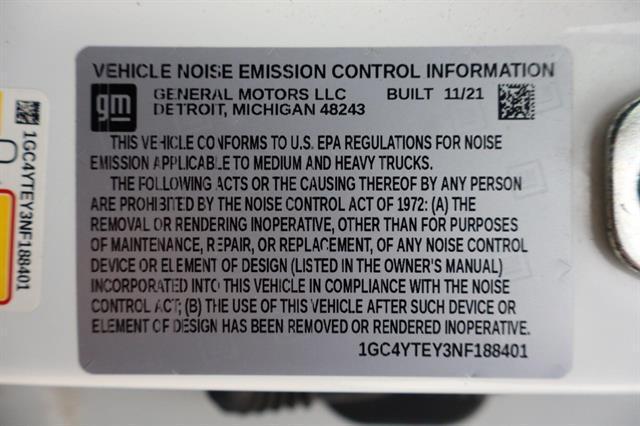 VEHICLE NOISE EMISSION CONTROL INFORMATION
gm
GENERAL MOTORS LLC BUILT 11/21
DETROIT, MICHIGAN 48243
THIS VEHICLE CONFORMS TO U.S. EPA REGULATIONS FOR NOISE
EMISSION APPLICABLE TO MEDIUM AND HEAVY TRUCKS.
THE FOLLOWING ACTS OR THE CAUSING THEREOF BY ANY PERSON
ARE PROHIBITED BY THE NOISE CONTROL ACT OF 1972: (A) THE
REMOVAL OR RENDERING INOPERATIVE, OTHER THAN FOR PURPOSES
OF MAINTENANCE, REPAIR, OR REPLACEMENT, OF ANY NOISE CONTROL
DEVICE OR ELEMENT OF DESIGN (LISTED IN THE OWNER'S MANUAL)
INCORPORATED INTO THIS VEHICLE IN COMPLIANCE WITH THE NOISE
CONTROL ACT; (B) THE USE OF THIS VEHICLE AFTER SUCH DEVICE OR
ELEMENT OF DESIGN HAS BEEN REMOVED OR RENDERED INOPERATIVE.
1GC4YTEY3NF188401
1GC4YTEY3NF188401